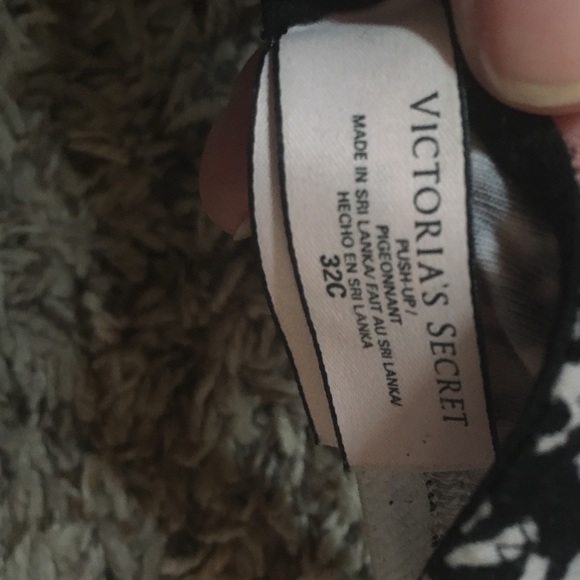 VICTORIA'S SECRET
PUSH-UP/
PIGEONNANT
MADE IN SRI LANKA/ FAIT AU SRI LANKA/
HECHO EN SRI LANKA
32C